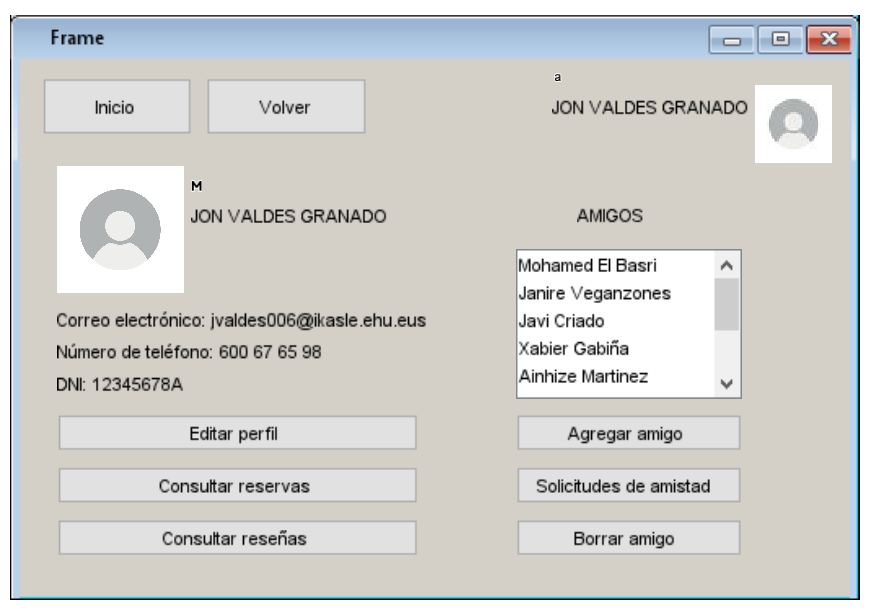 Frame
Inicio
Volver
a
JON VALDES GRANADO
M
JON VALDES GRANADO
Correo electrónico: jvaldes006@ikasle.ehu.eus
Número de teléfono: 600 67 65 98
DNI: 12345678A
Editar perfil
Consultar reservas
Consultar reseñas
AMIGOS
Mohamed El Basri
Janire Veganzones
Javi Criado
Xabier Gabiña
Ainhize Martinez
Agregar amigo
Solicitudes de amistad
Borrar amigo